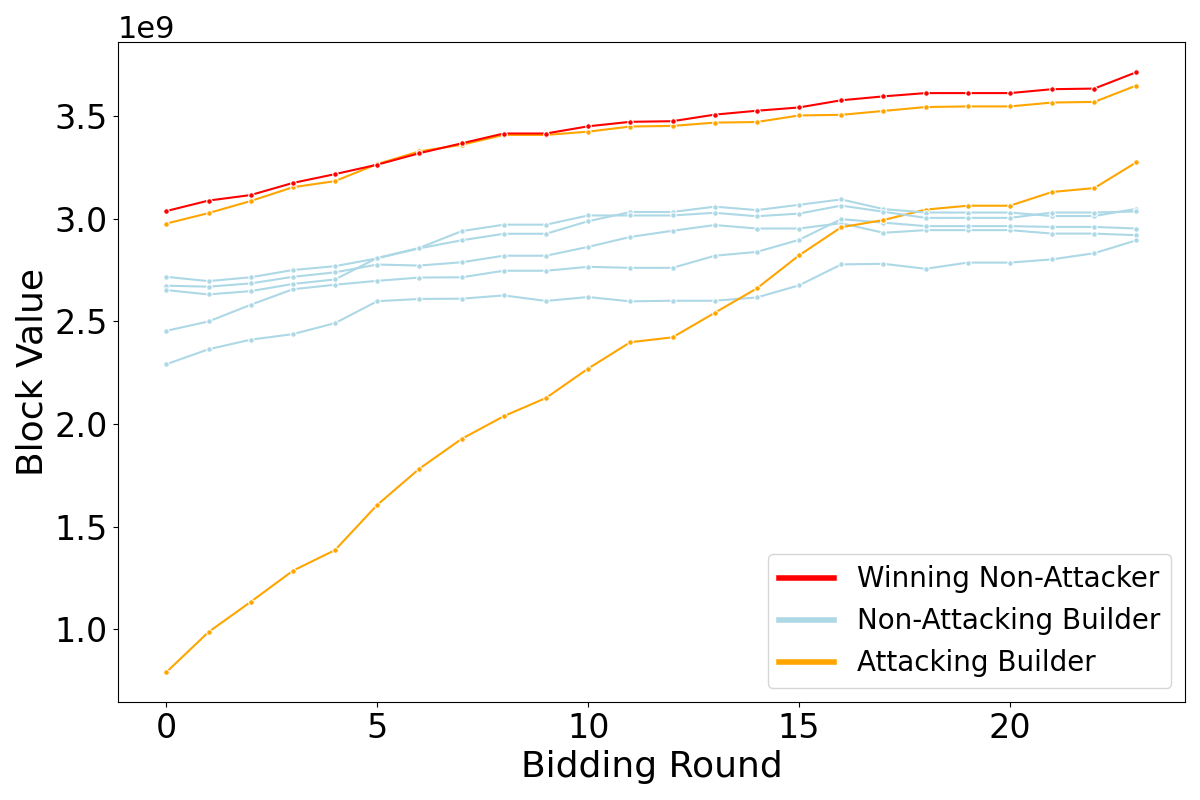 1e9
3.5
3.0
2.5
2.0
1.5
1.0
Block Value
0 5 10 15 20
Bidding Round
Winning Non-Attacker
Non-Attacking Builder
Attacking Builder